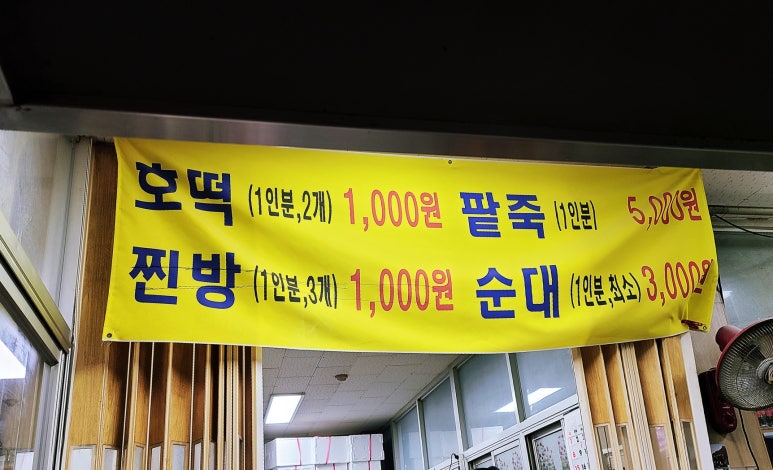 호떡 (1인분,2개) 1,000원 팥죽 (1인분) 5,000원
찐방 (1인분,3개) 1,000원 순대 (1인분,최소) 3,000원